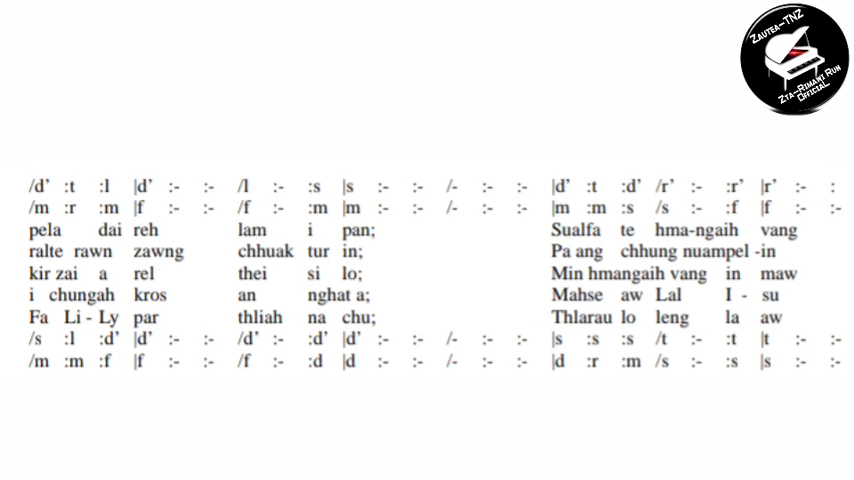 ZAUTEA-TNZ
ZTA-RIMAWI RUN
OFFICIAL
/d’ :t :l |d’ :- :- /l :- :s |s :- :- /- :- :- |d’ :t :d’ /r’ :- :r’ |r’ :- :
/m :r :m |f :- :- /f :- :m |m :- :- /- :- :- |m :m :s /s :- :f |f :- :-
pela dai reh lam i pan; Sualfa te hma-ngaih vang
ralte rawn zawng chhuak tur in; Pa ang chhung nuampel -in
kir zai a rel thei si lo; Min hmangaih vang in maw
i chungah kros an nghat a; Mahse aw Lal I - su
Fa Li - Ly par thliah na chu; Thlarau lo leng la aw
/s :l :d’ |d’ :- :- /d’ :- :d’ |d’ :- :- /- :- :- |s :s :s /t :- :t |t :- :-
/m :m :f |f :- :- /f :- :d |d :- :- /- :- :- |d :r :m /s :- :s |s :- :-